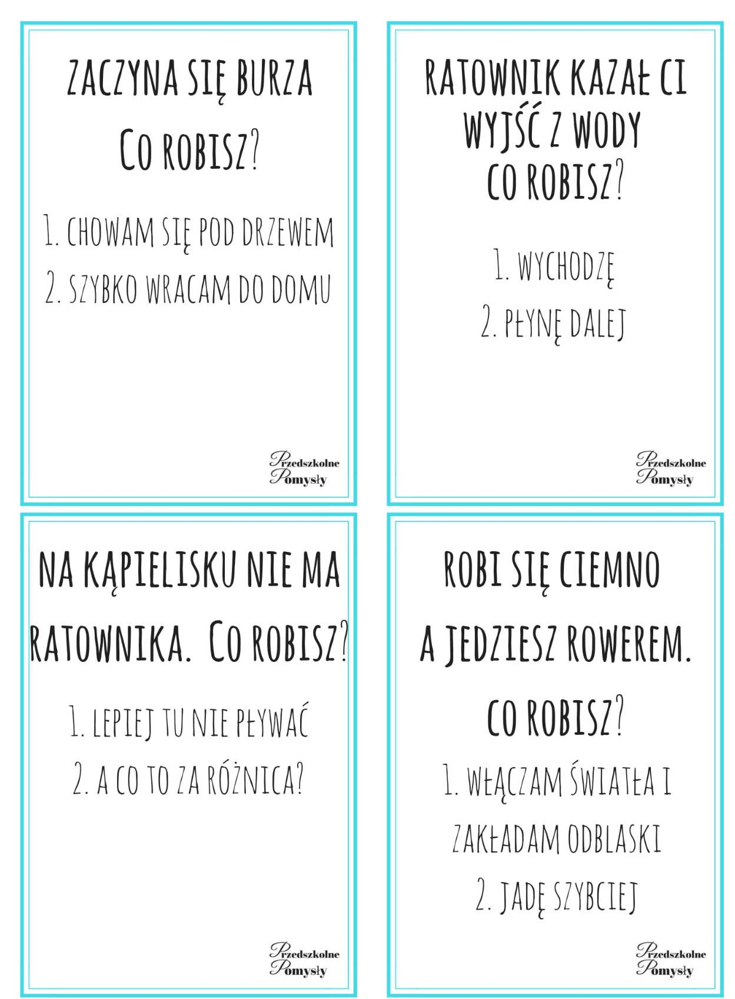 ZACZYNA SIĘ BURZA
CO ROBISZ?
1. CHOWAM SIĘ POD DRZEWEM
2. SZYBKO WRACAM DO DOMU
Przedszkolne
Pomysły
RATOWNIK KAZAŁ CI
WYJŚĆ Z WODY
CO ROBISZ?
1. WYCHODZĘ
2. PŁYNĘ DALEJ
Przedszkolne
Pomysły
NA KĄPIELISKU NIE MA
RATOWNIKA. CO ROBISZ?
1. LEPIEJ TU NIE PŁYWAĆ
2. A CO TO ZA RÓŻNICA?
Przedszkolne
Pomysły
ROBI SIĘ CIEMNO
A JEDZIESZ ROWEREM.
CO ROBISZ?
1. WŁĄCZAM ŚWIATŁA I
ZAKŁADAM ODBLASKI
2. JADĘ SZYBCIEJ
Przedszkolne
Pomysły